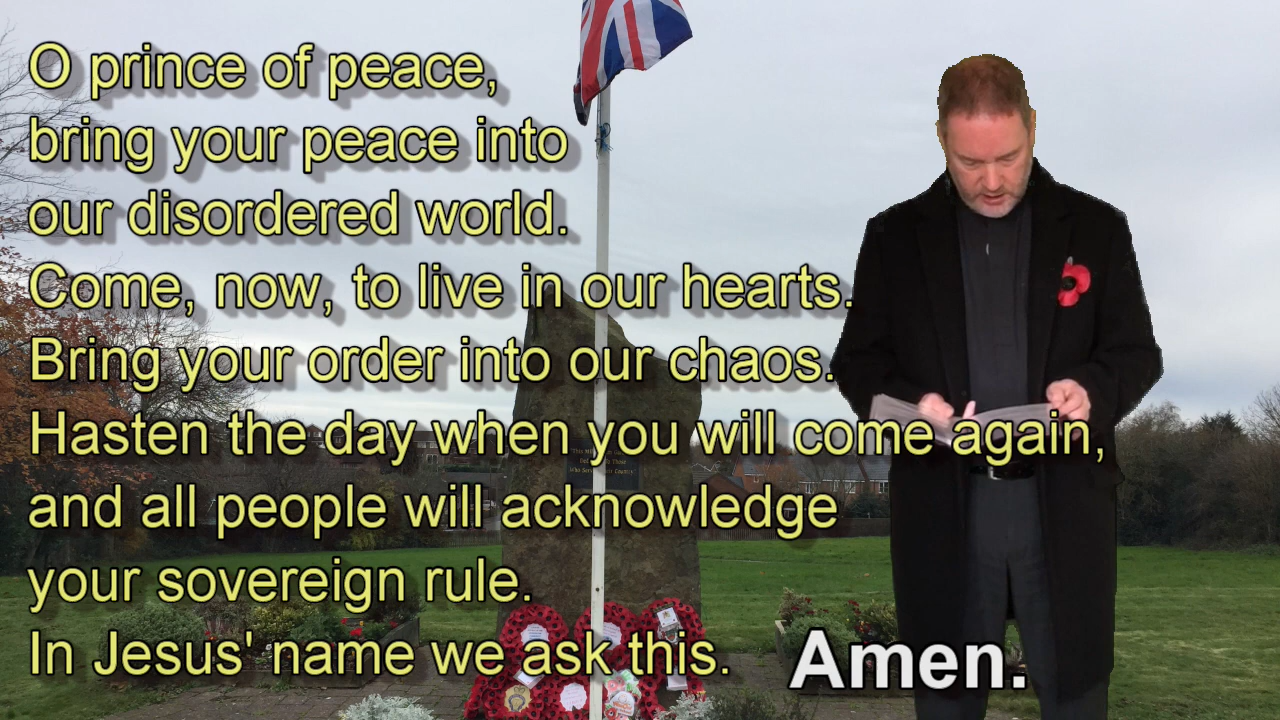 O prince of peace,
bring your peace into
our disordered world.
Come, now, to live in our hearts.
Bring your order into our chaos.
Hasten the day when you will come again,
and all people will acknowledge
your sovereign rule.
In Jesus' name we ask this.
Amen.